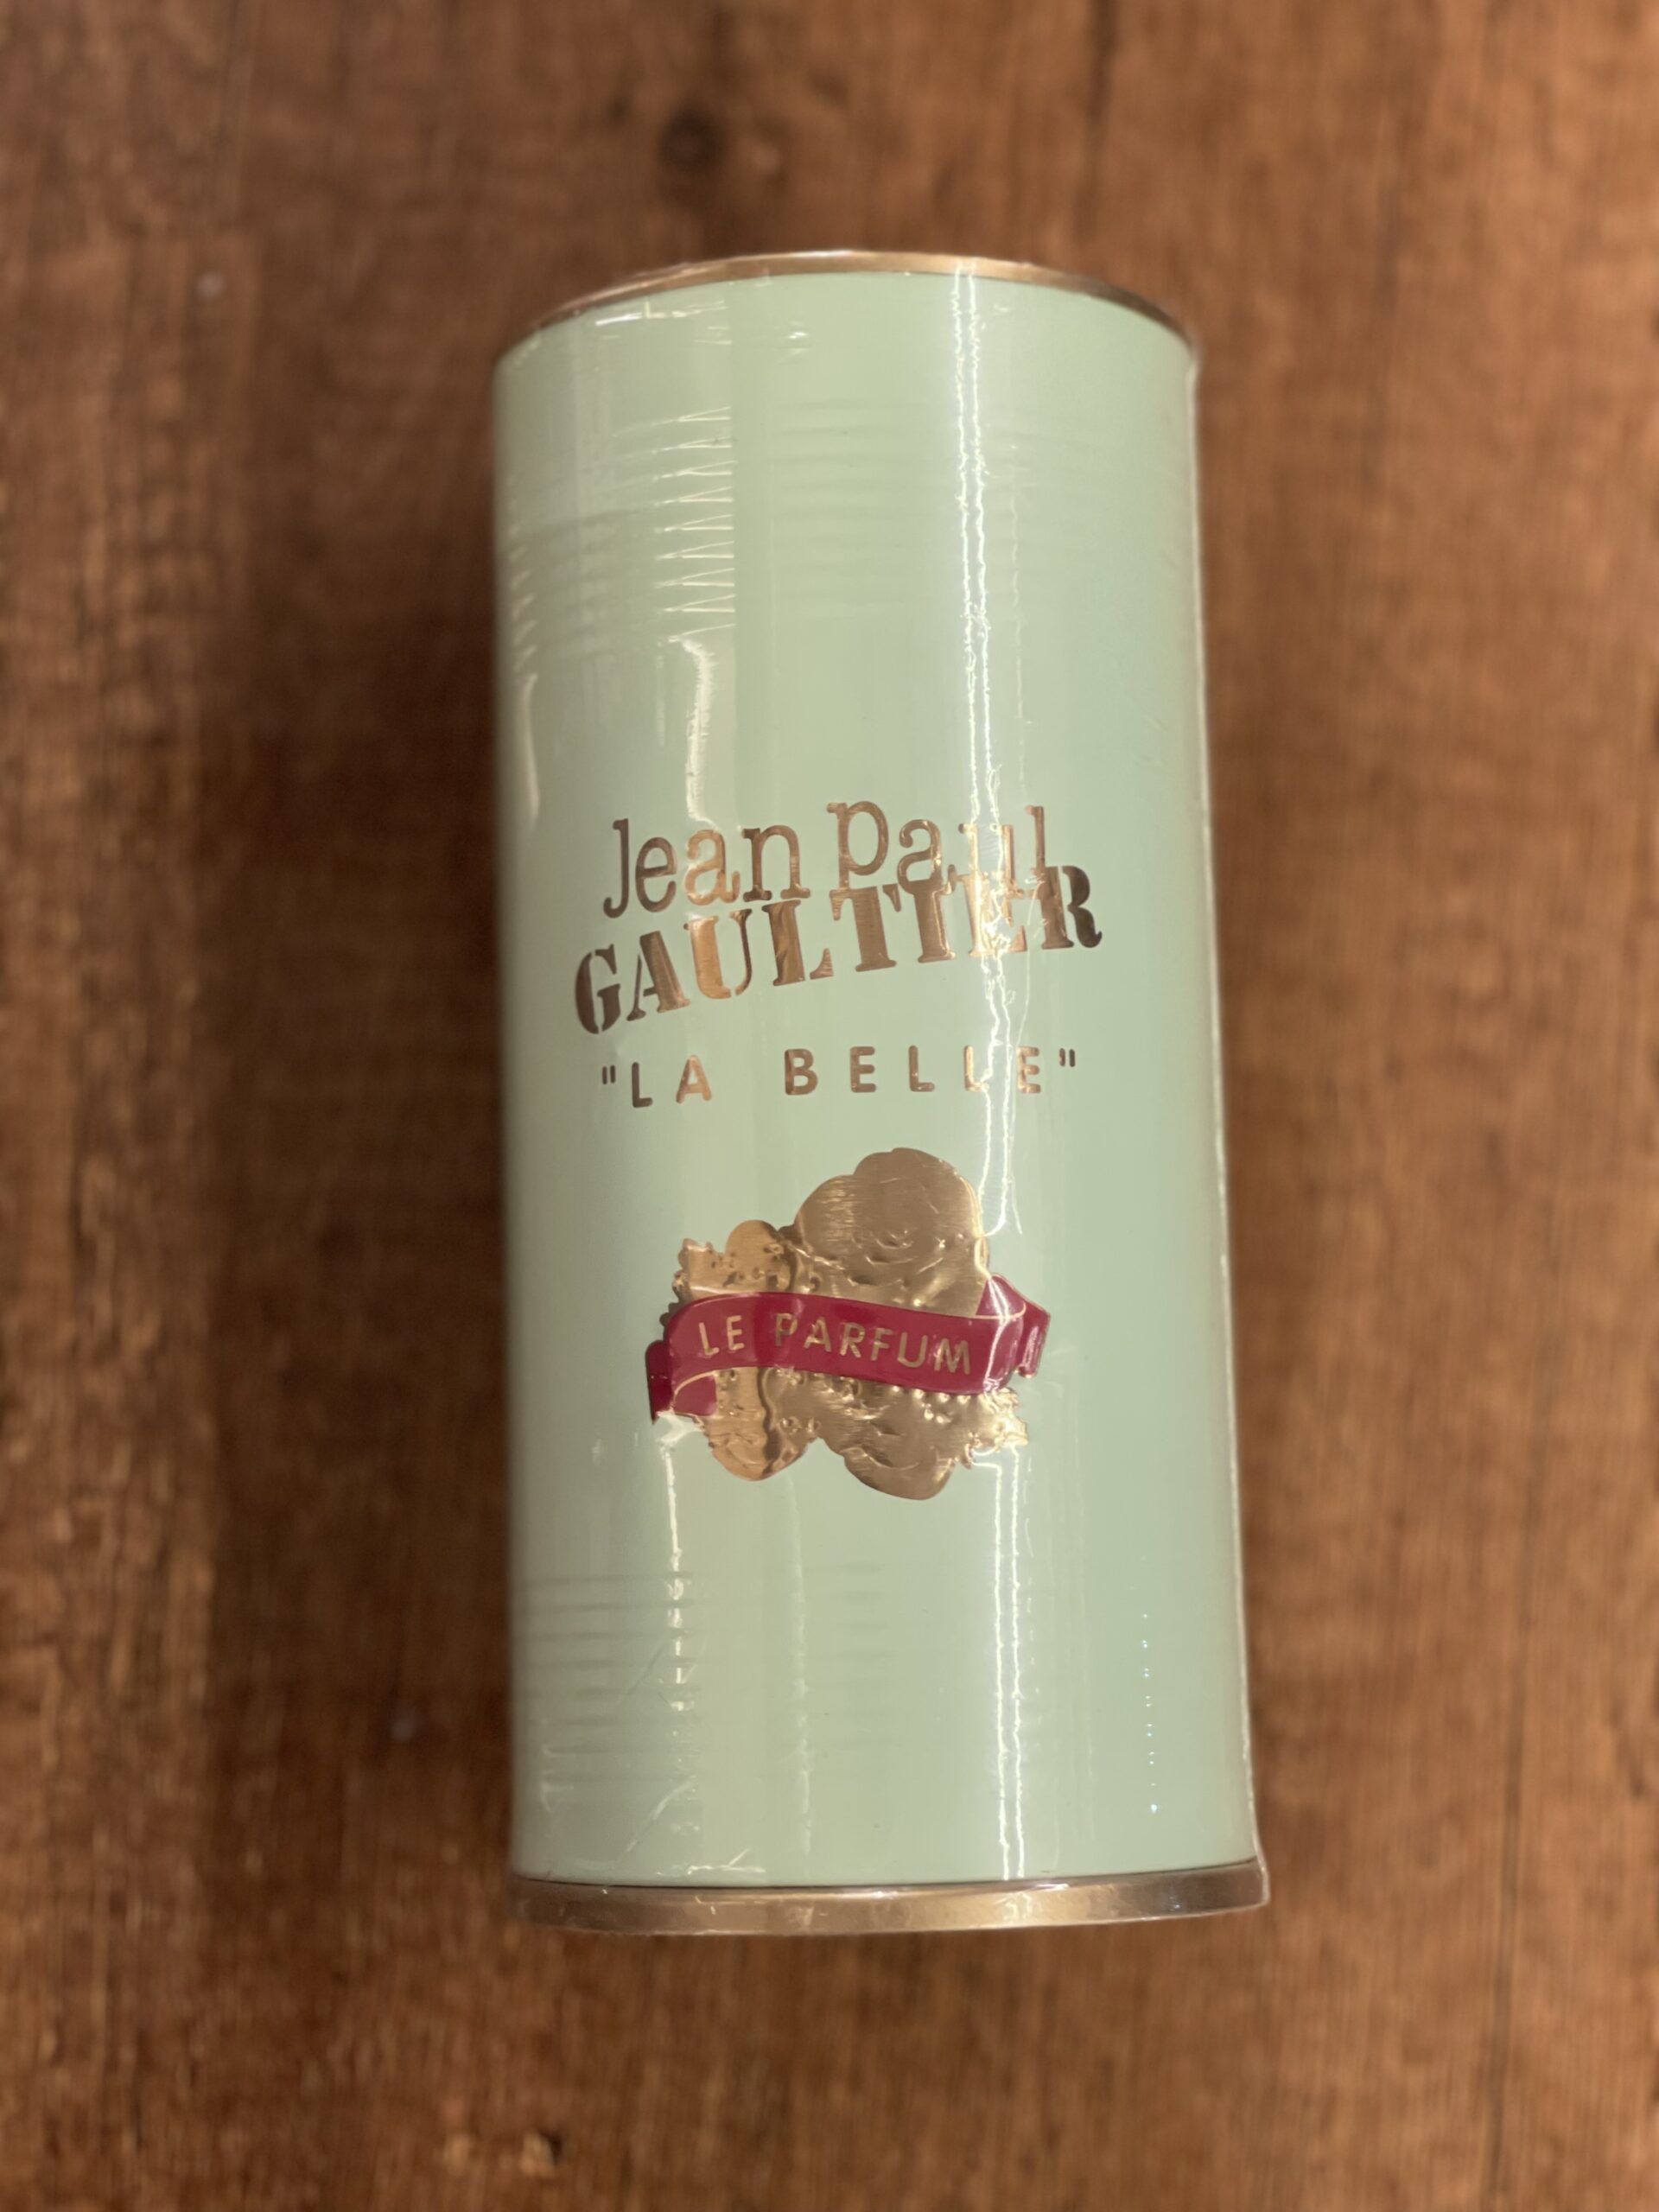 Jean Paul
GAULTIER
"LA BELLE"
LE PARFUM